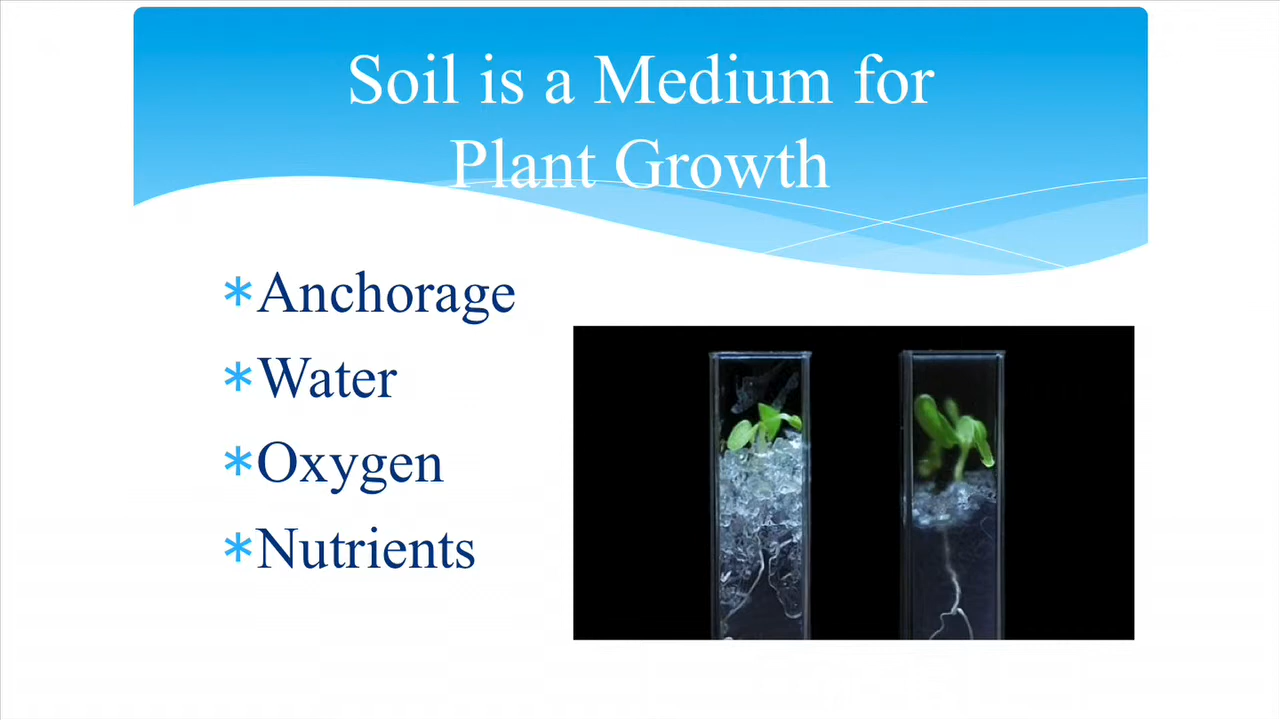 Soil is a Medium for
Plant Growth
*Anchorage
*Water
*Oxygen
*Nutrients